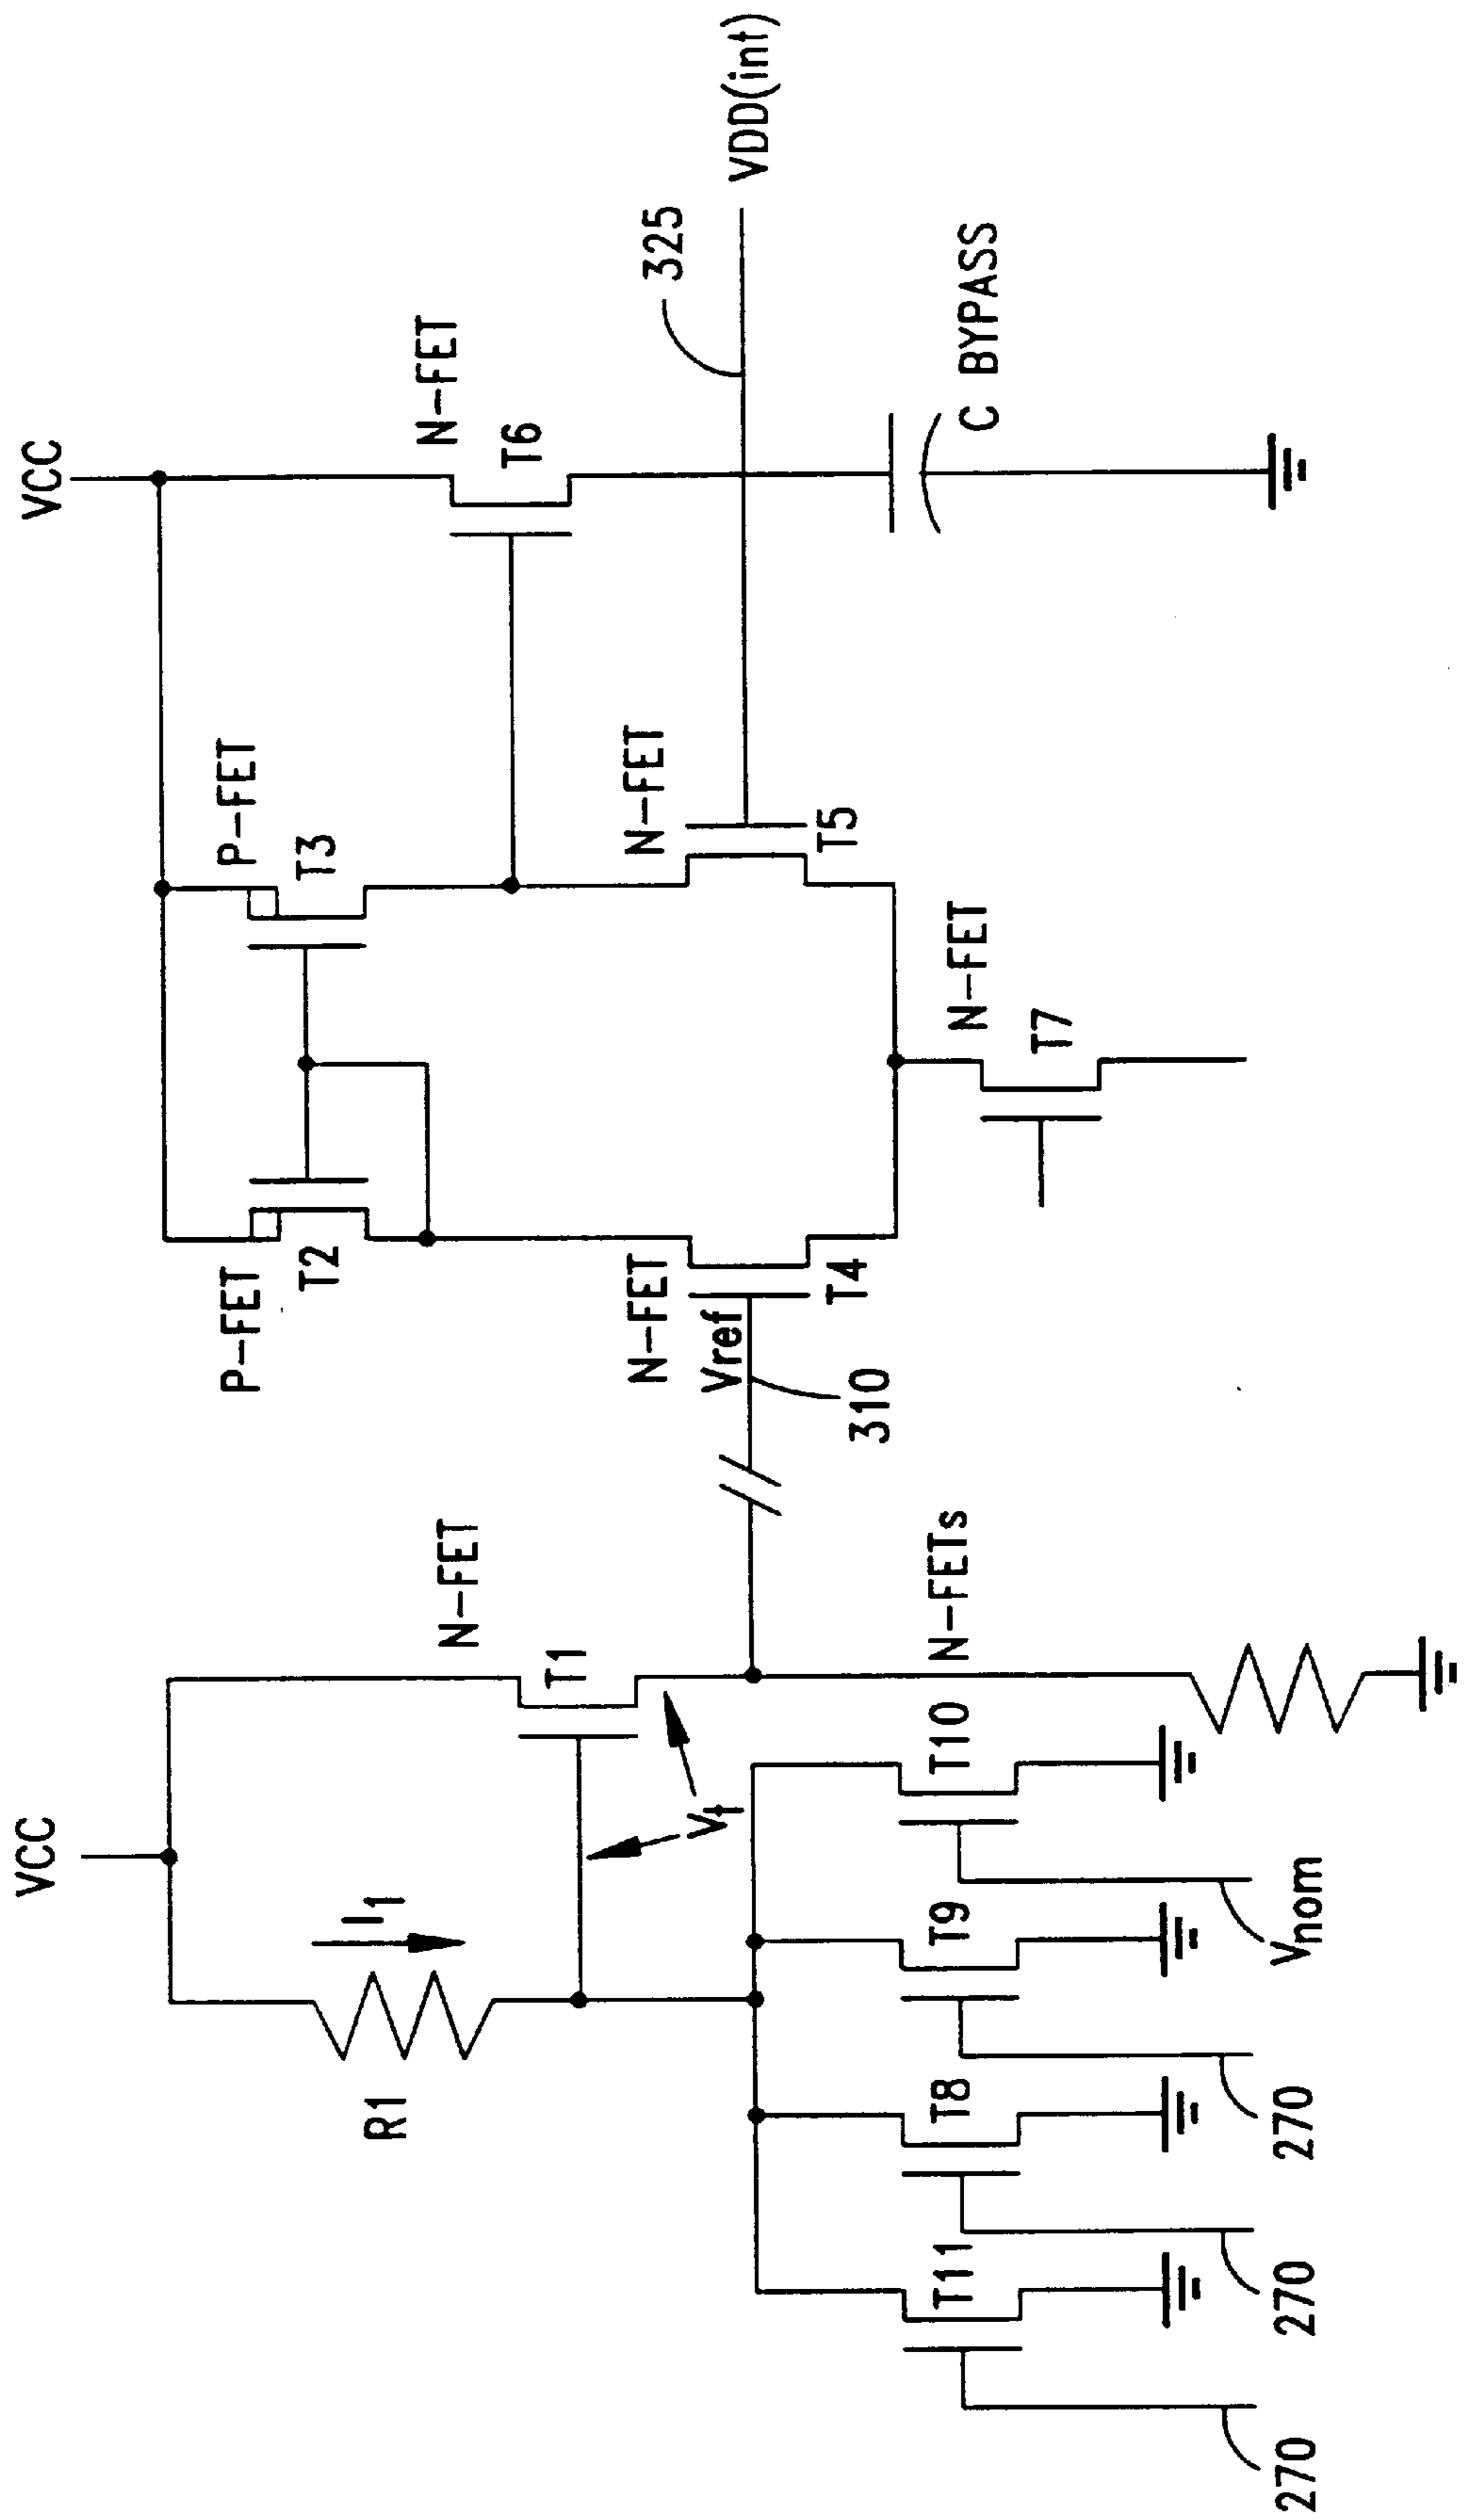 VCC
VCC
I1
R1
N-FET
T1
Vt
P-FET
T2
P-FET
T3
N-FET
T6
N-FET
T4
Vref
310
N-FET
T5
325
VDD(int)
N-FET
T7
C BYPASS
N-FETs
T11
T8
T9
T10
270
270
270
Vnom